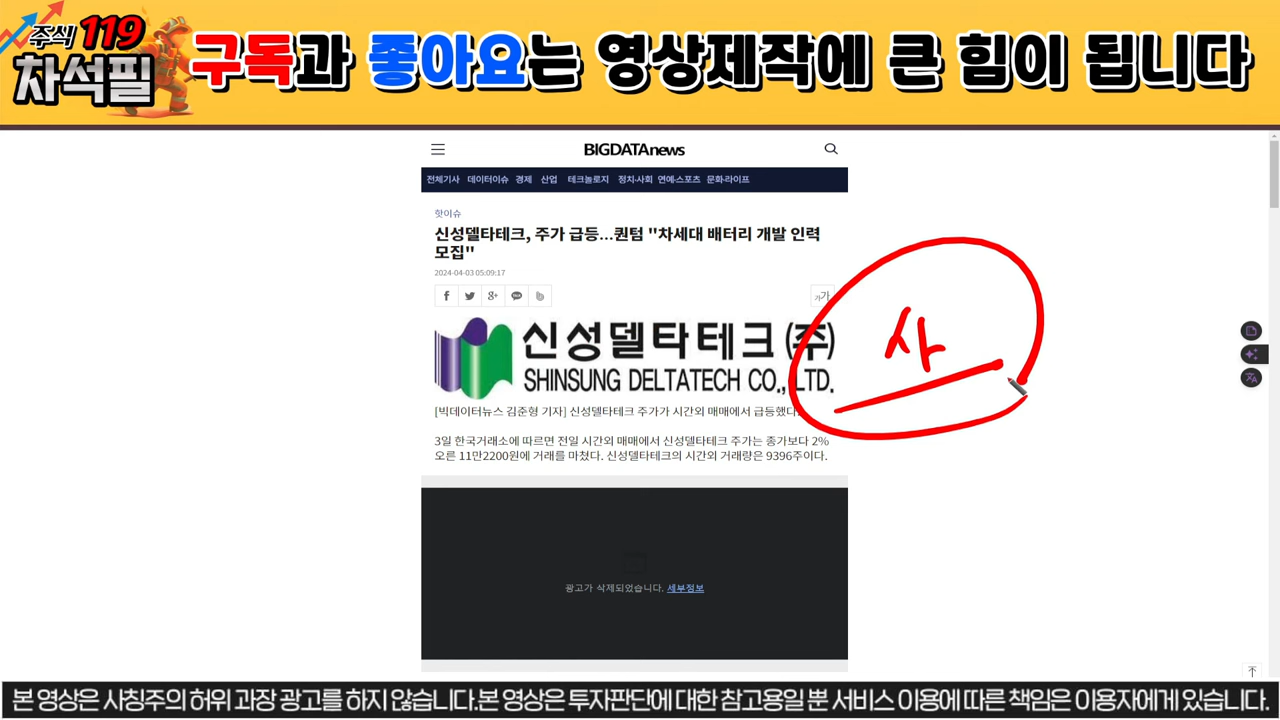 주식 119
차석필
구독과 좋아요는 영상제작에 큰 힘이 됩니다
BIGDATAnews
전체기사 데이터이슈 경제 산업 테크놀로지 정치·사회 연예·스포츠 문화·라이프
핫이슈
신성델타테크, 주가 급등...퀀텀 "차세대 배터리 개발 인력
모집"
2024-04-03 05:09:17
가가
신성델타테크(주)
SHINSUNG DELTATECH CO., LTD.
사
[빅데이터뉴스 김준형 기자] 신성델타테크 주가가 시간외 매매에서 급등했다.
3일 한국거래소에 따르면 전일 시간외 매매에서 신성델타테크 주가는 종가보다 2%
오른 11만2200원에 거래를 마쳤다. 신성델타테크의 시간외 거래량은 9396주이다.
광고가 삭제되었습니다. 세부정보
본 영상은 사칭주의 허위 과장 광고를 하지 않습니다.본 영상은 투자판단에 대한 참고용일 뿐 서비스 이용에 따른 책임은 이용자에게 있습니다.